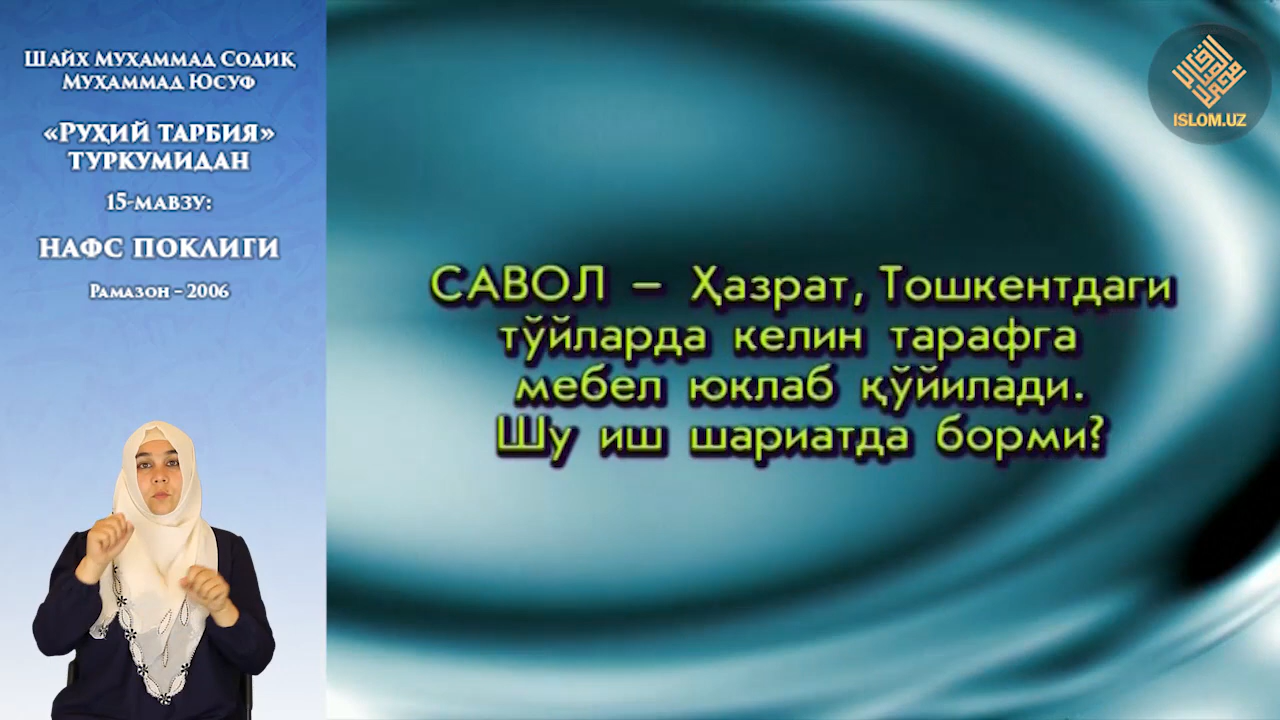 Шайх Муҳаммад Содиқ
Муҳаммад Юсуф
«Руҳий тарбия»
туркумидан
15-мавзу:
нафс поклиги
Рамазон – 2006
САВОЛ – Ҳазрат, Тошкентдаги
тўйларда келин тарафга
мебел юклаб қўйилади.
Шу иш шариатда борми?
ISLOM.UZ